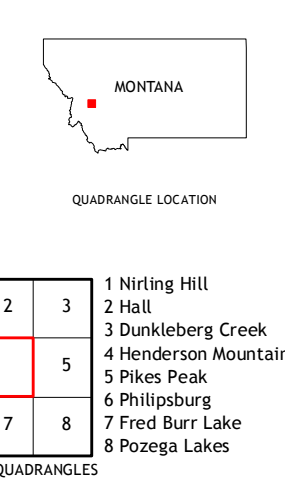 MONTANA
QUADRANGLE LOCATION
2 3
5
7 8
1 Nirling Hill
2 Hall
3 Dunkleberg Creek
4 Henderson Mountain
5 Pikes Peak
6 Philipsburg
7 Fred Burr Lake
8 Pozega Lakes
QUADRANGLES